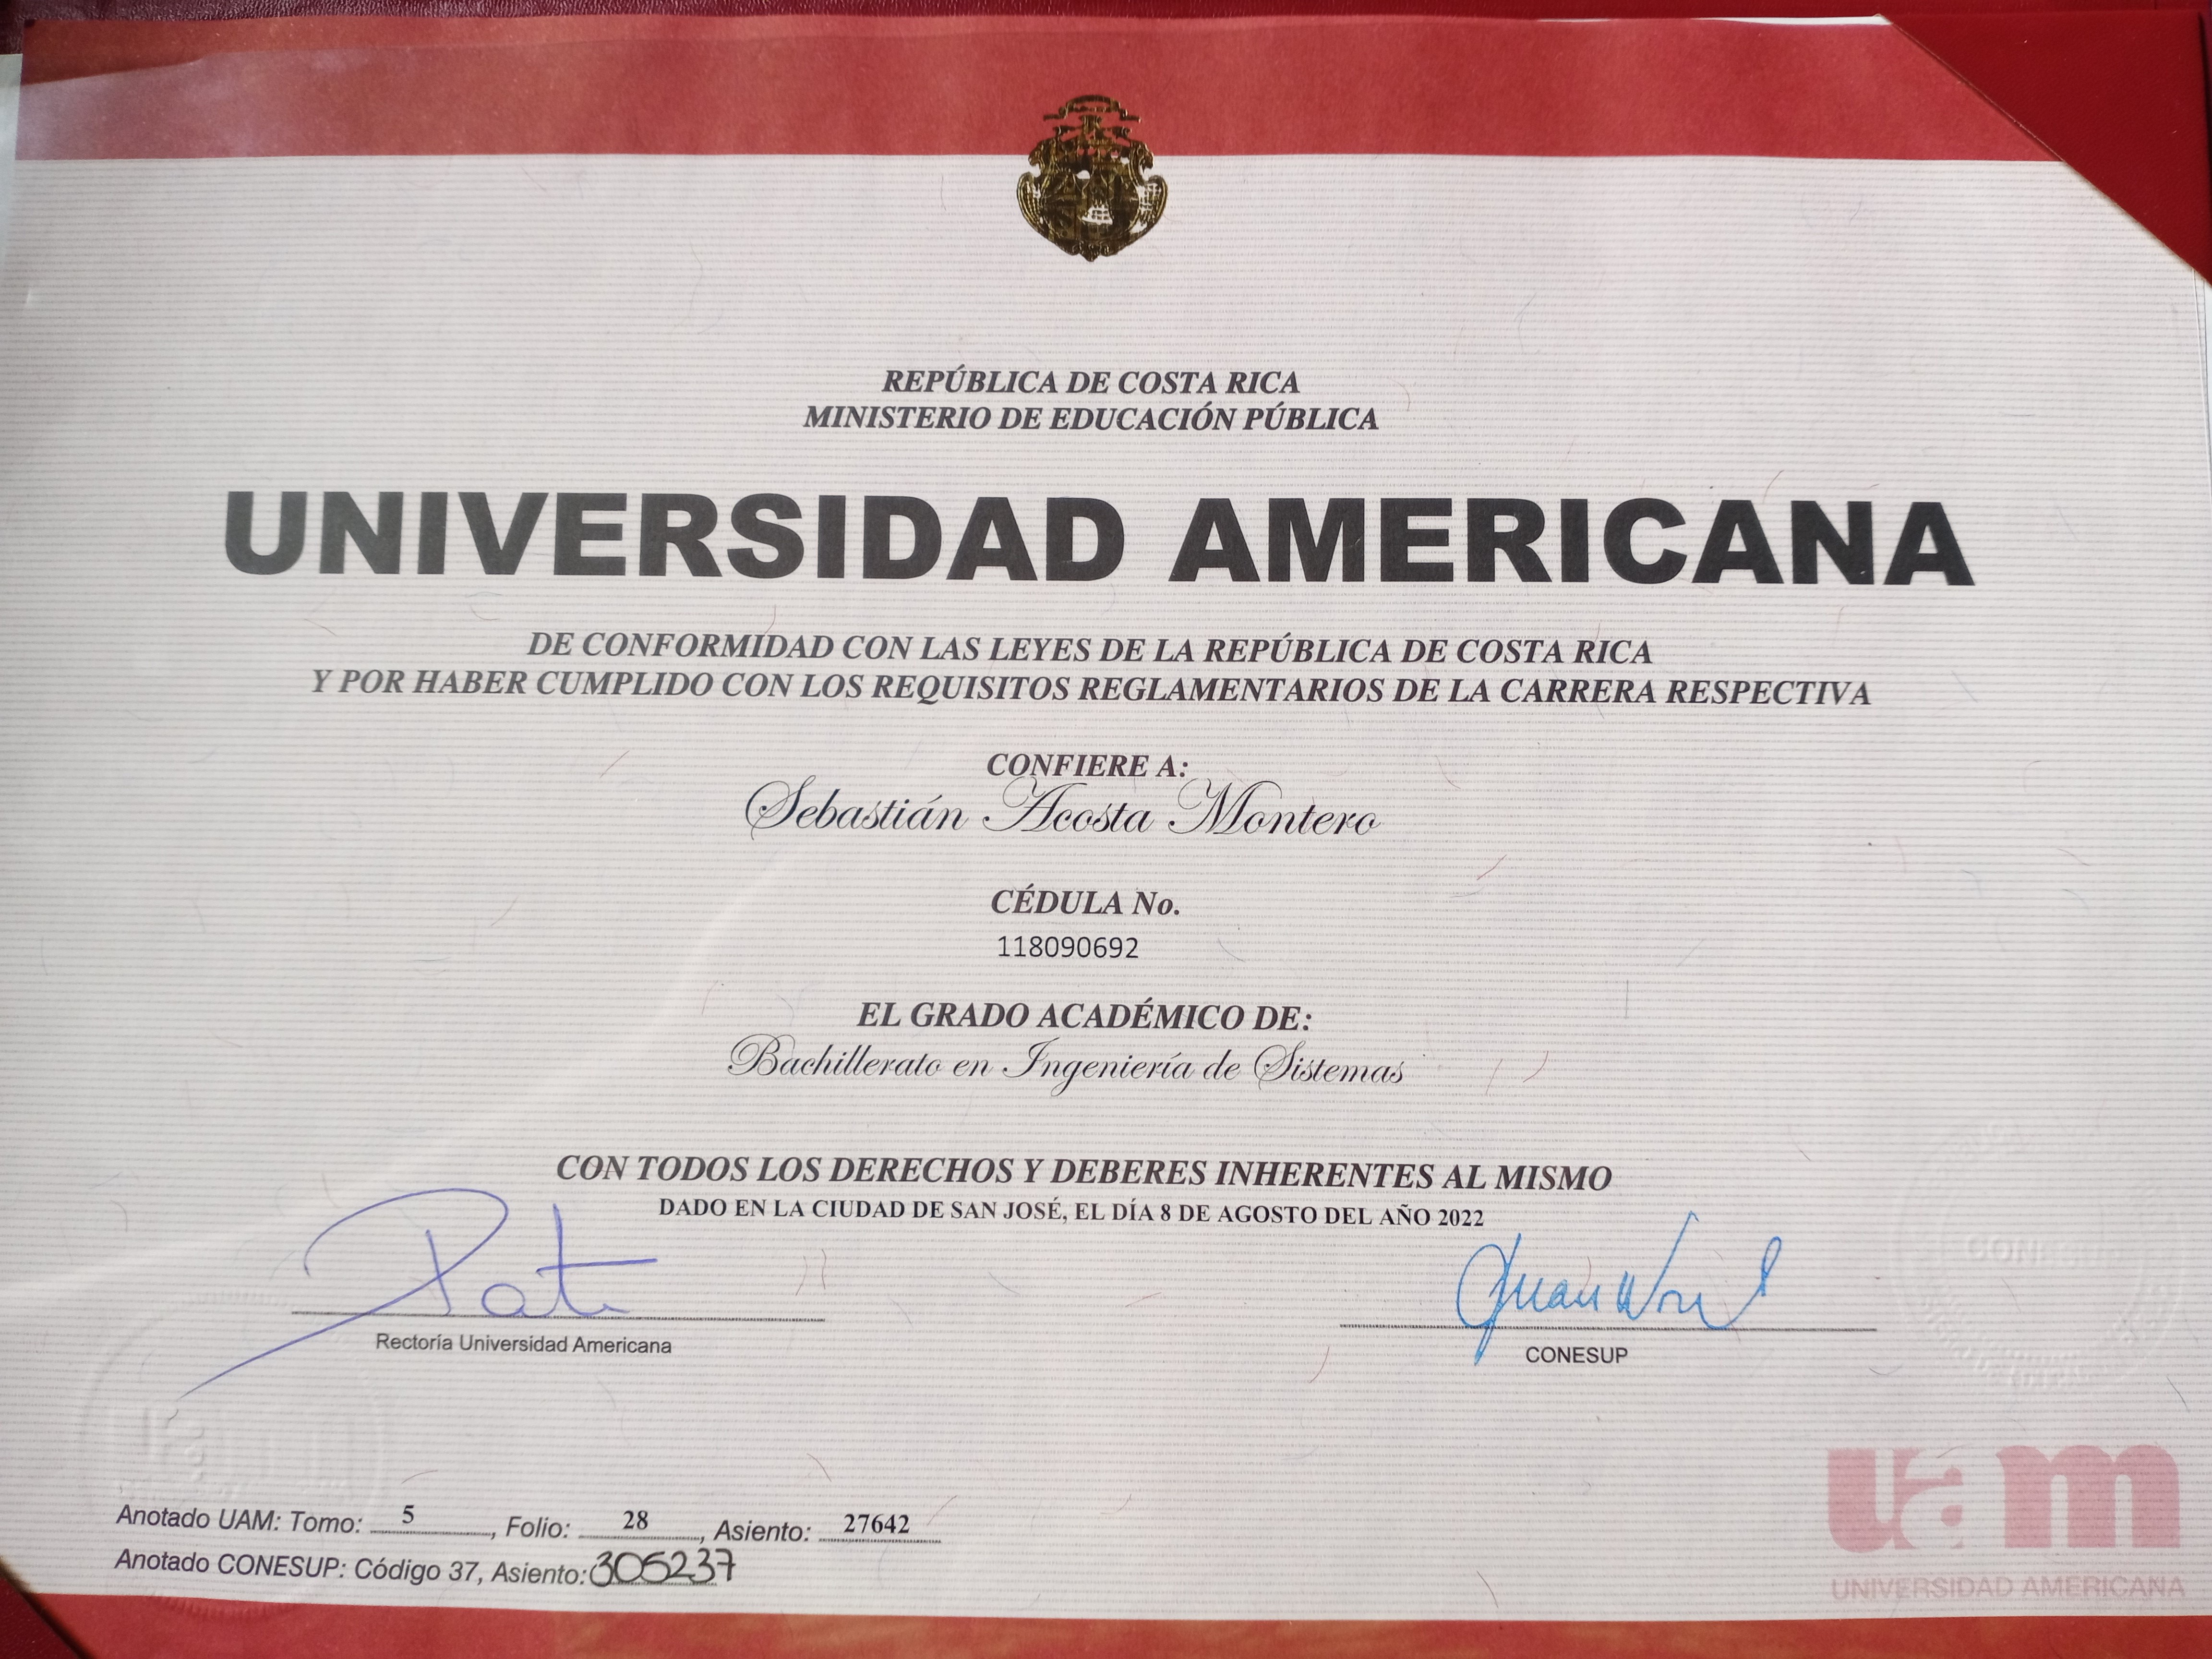 REPÚBLICA DE COSTA RICA
MINISTERIO DE EDUCACIÓN PÚBLICA
UNIVERSIDAD AMERICANA
DE CONFORMIDAD CON LAS LEYES DE LA REPÚBLICA DE COSTA RICA
Y POR HABER CUMPLIDO CON LOS REQUISITOS REGLAMENTARIOS DE LA CARRERA RESPECTIVA
CONFIERE A:
Sebastián Acosta Montero
CÉDULA No.
118090692
EL GRADO ACADÉMICO DE:
Bachillerato en Ingeniería de Sistemas
CON TODOS LOS DERECHOS Y DEBERES INHERENTES AL MISMO
DADO EN LA CIUDAD DE SAN JOSÉ, EL DÍA 8 DE AGOSTO DEL AÑO 2022
Rectoría Universidad Americana
CONESUP
Anotado UAM: Tomo: 5, Folio: 28, Asiento: 27642
Anotado CONESUP: Código 37, Asiento: 305237
uam
UNIVERSIDAD AMERICANA